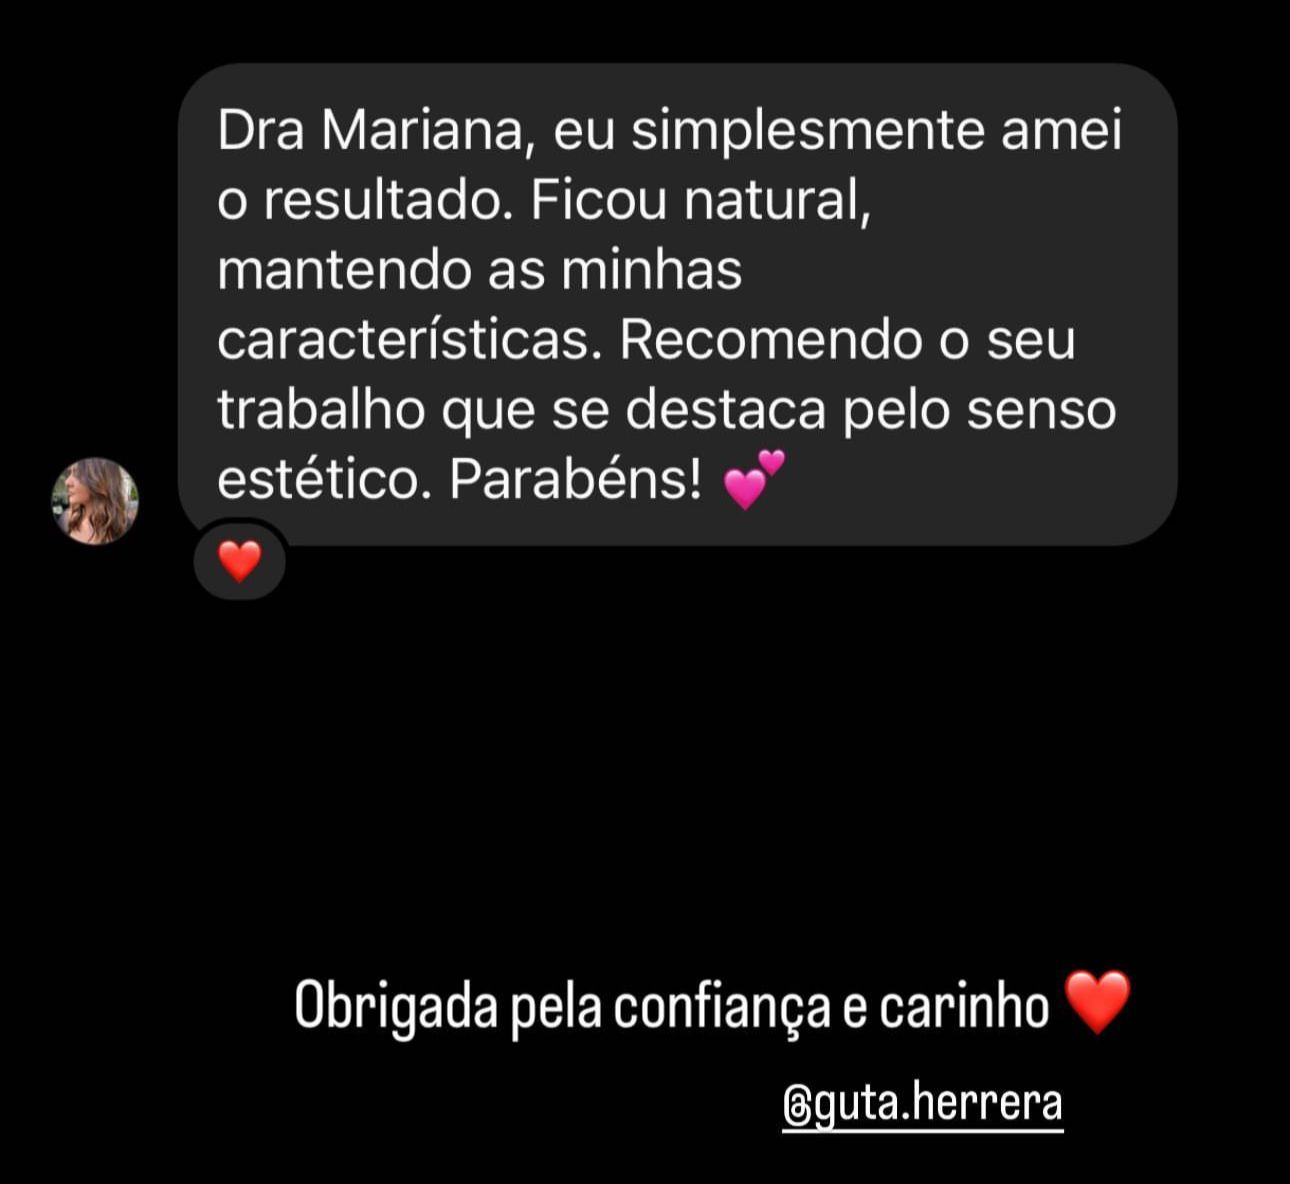 Dra Mariana, eu simplesmente amei
o resultado. Ficou natural,
mantendo as minhas
características. Recomendo o seu
trabalho que se destaca pelo senso
estético. Parabéns! 💕
❤️
Obrigada pela confiança e carinho ❤️
@guta.herrera